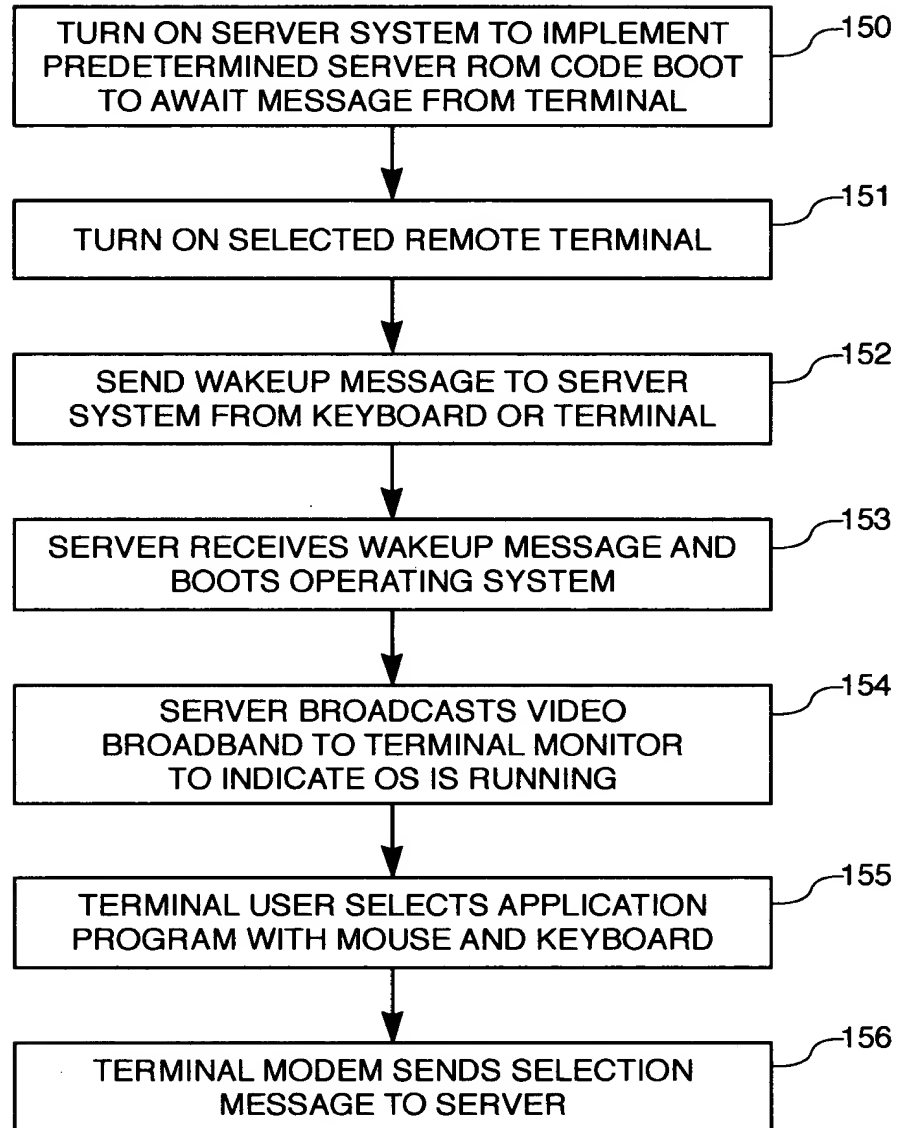 TURN ON SERVER SYSTEM TO IMPLEMENT
PREDETERMINED SERVER ROM CODE BOOT
TO AWAIT MESSAGE FROM TERMINAL
150
TURN ON SELECTED REMOTE TERMINAL
151
SEND WAKEUP MESSAGE TO SERVER
SYSTEM FROM KEYBOARD OR TERMINAL
152
SERVER RECEIVES WAKEUP MESSAGE AND
BOOTS OPERATING SYSTEM
153
SERVER BROADCASTS VIDEO
BROADBAND TO TERMINAL MONITOR
TO INDICATE OS IS RUNNING
154
TERMINAL USER SELECTS APPLICATION
PROGRAM WITH MOUSE AND KEYBOARD
155
TERMINAL MODEM SENDS SELECTION
MESSAGE TO SERVER
156